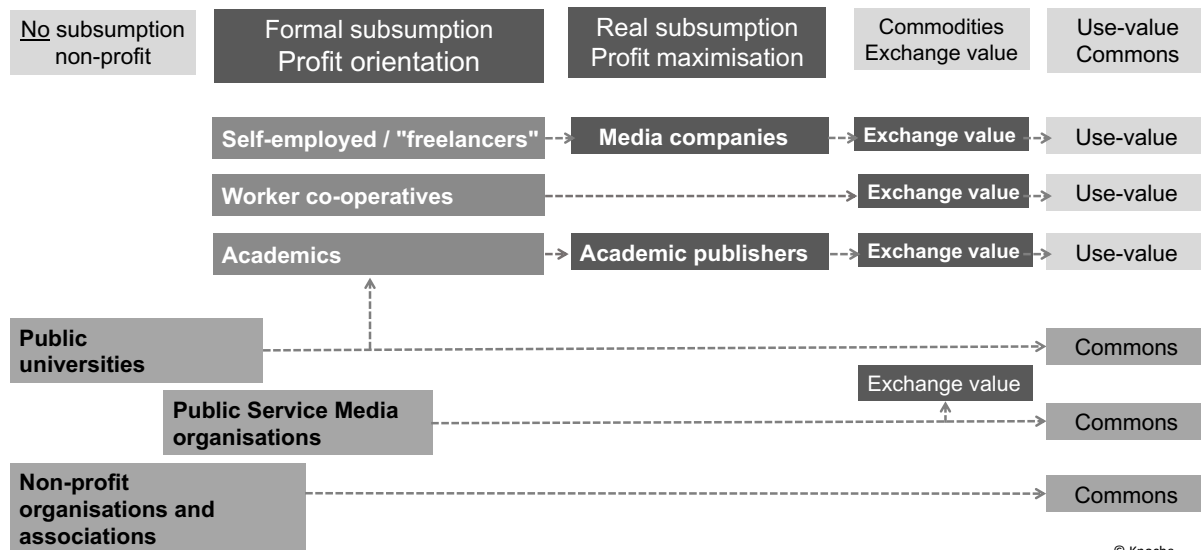 No subsumption
non-profit
Formal subsumption
Profit orientation
Real subsumption
Profit maximisation
Commodities
Exchange value
Use-value
Commons
Self-employed / "freelancers"
Media companies
Exchange value
Use-value
Worker co-operatives
Exchange value
Use-value
Academics
Academic publishers
Exchange value
Use-value
Public
universities
Commons
Exchange value
Public Service Media
organisations
Commons
Non-profit
organisations and
associations
Commons